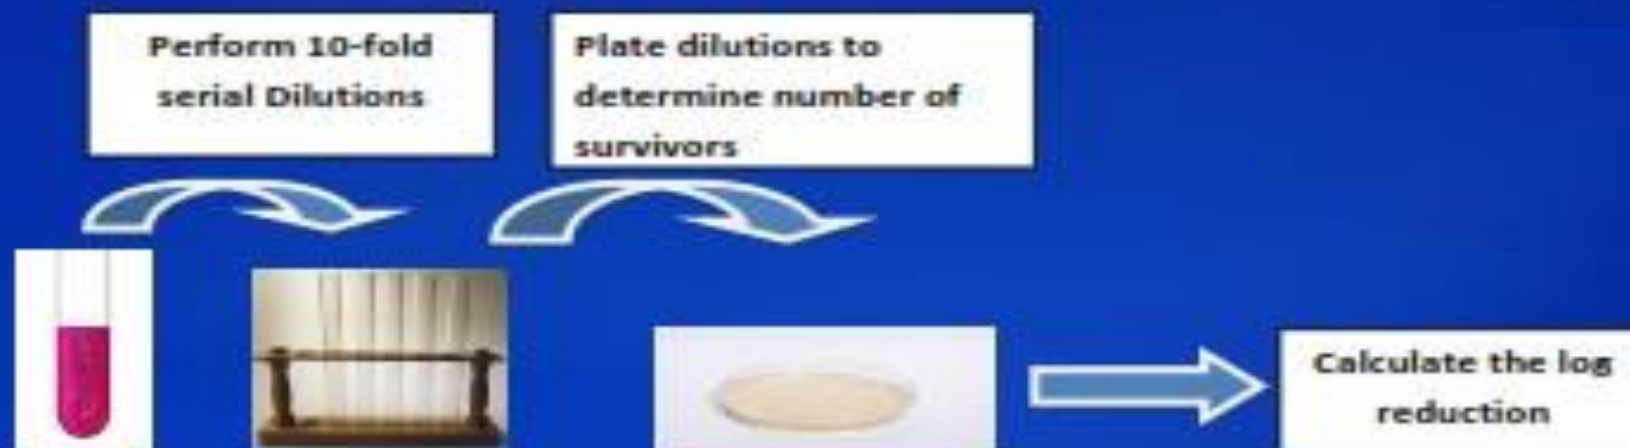 Perform 10-fold
serial Dilutions
Plate dilutions to
determine number of
survivors
Calculate the log
reduction